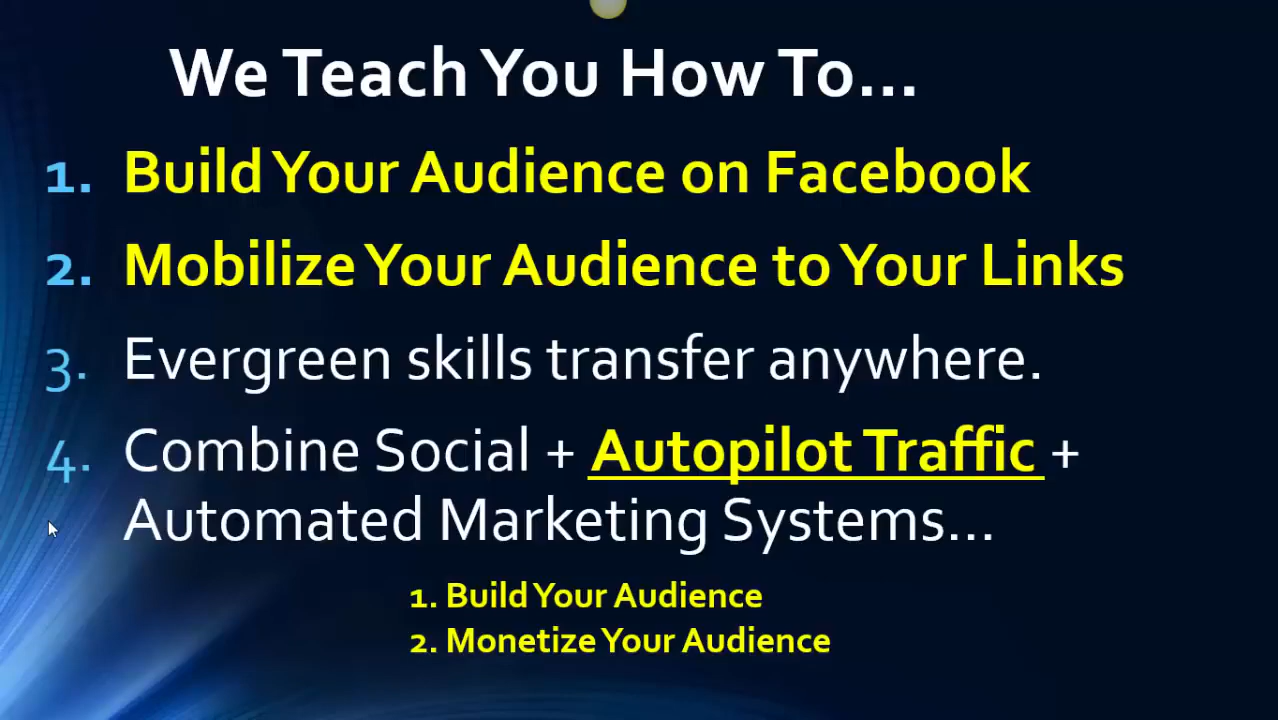 We Teach You How To...
1. Build Your Audience on Facebook
2. Mobilize Your Audience to Your Links
3. Evergreen skills transfer anywhere.
4. Combine Social + Autopilot Traffic +
Automated Marketing Systems...
1. Build Your Audience
2. Monetize Your Audience